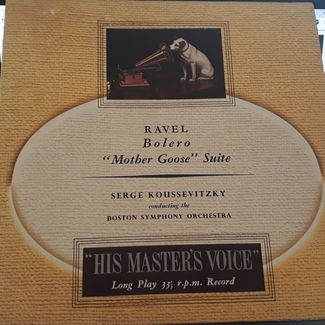 RAVEL
Bolero
"Mother Goose" Suite
SERGE KOUSSEVITZKY
conducting the
BOSTON SYMPHONY ORCHESTRA
"HIS MASTER'S VOICE"
Long Play 33⅓ r.p.m. Record